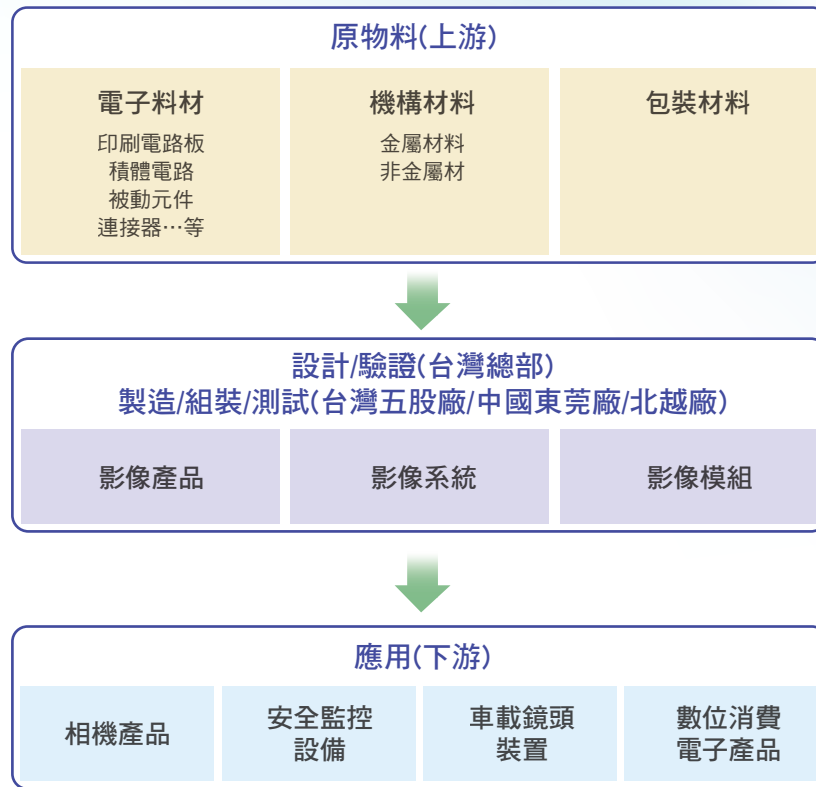 原物料(上游)
電子料材
印刷電路板
積體電路
被動元件
連接器…等
機構材料
金屬材料
非金屬材
包裝材料
設計/驗證(台灣總部)
製造/組裝/測試(台灣五股廠/中國東莞廠/北越廠)
影像產品
影像系統
影像模組
應用(下游)
相機產品
安全監控
設備
車載鏡頭
裝置
數位消費
電子產品